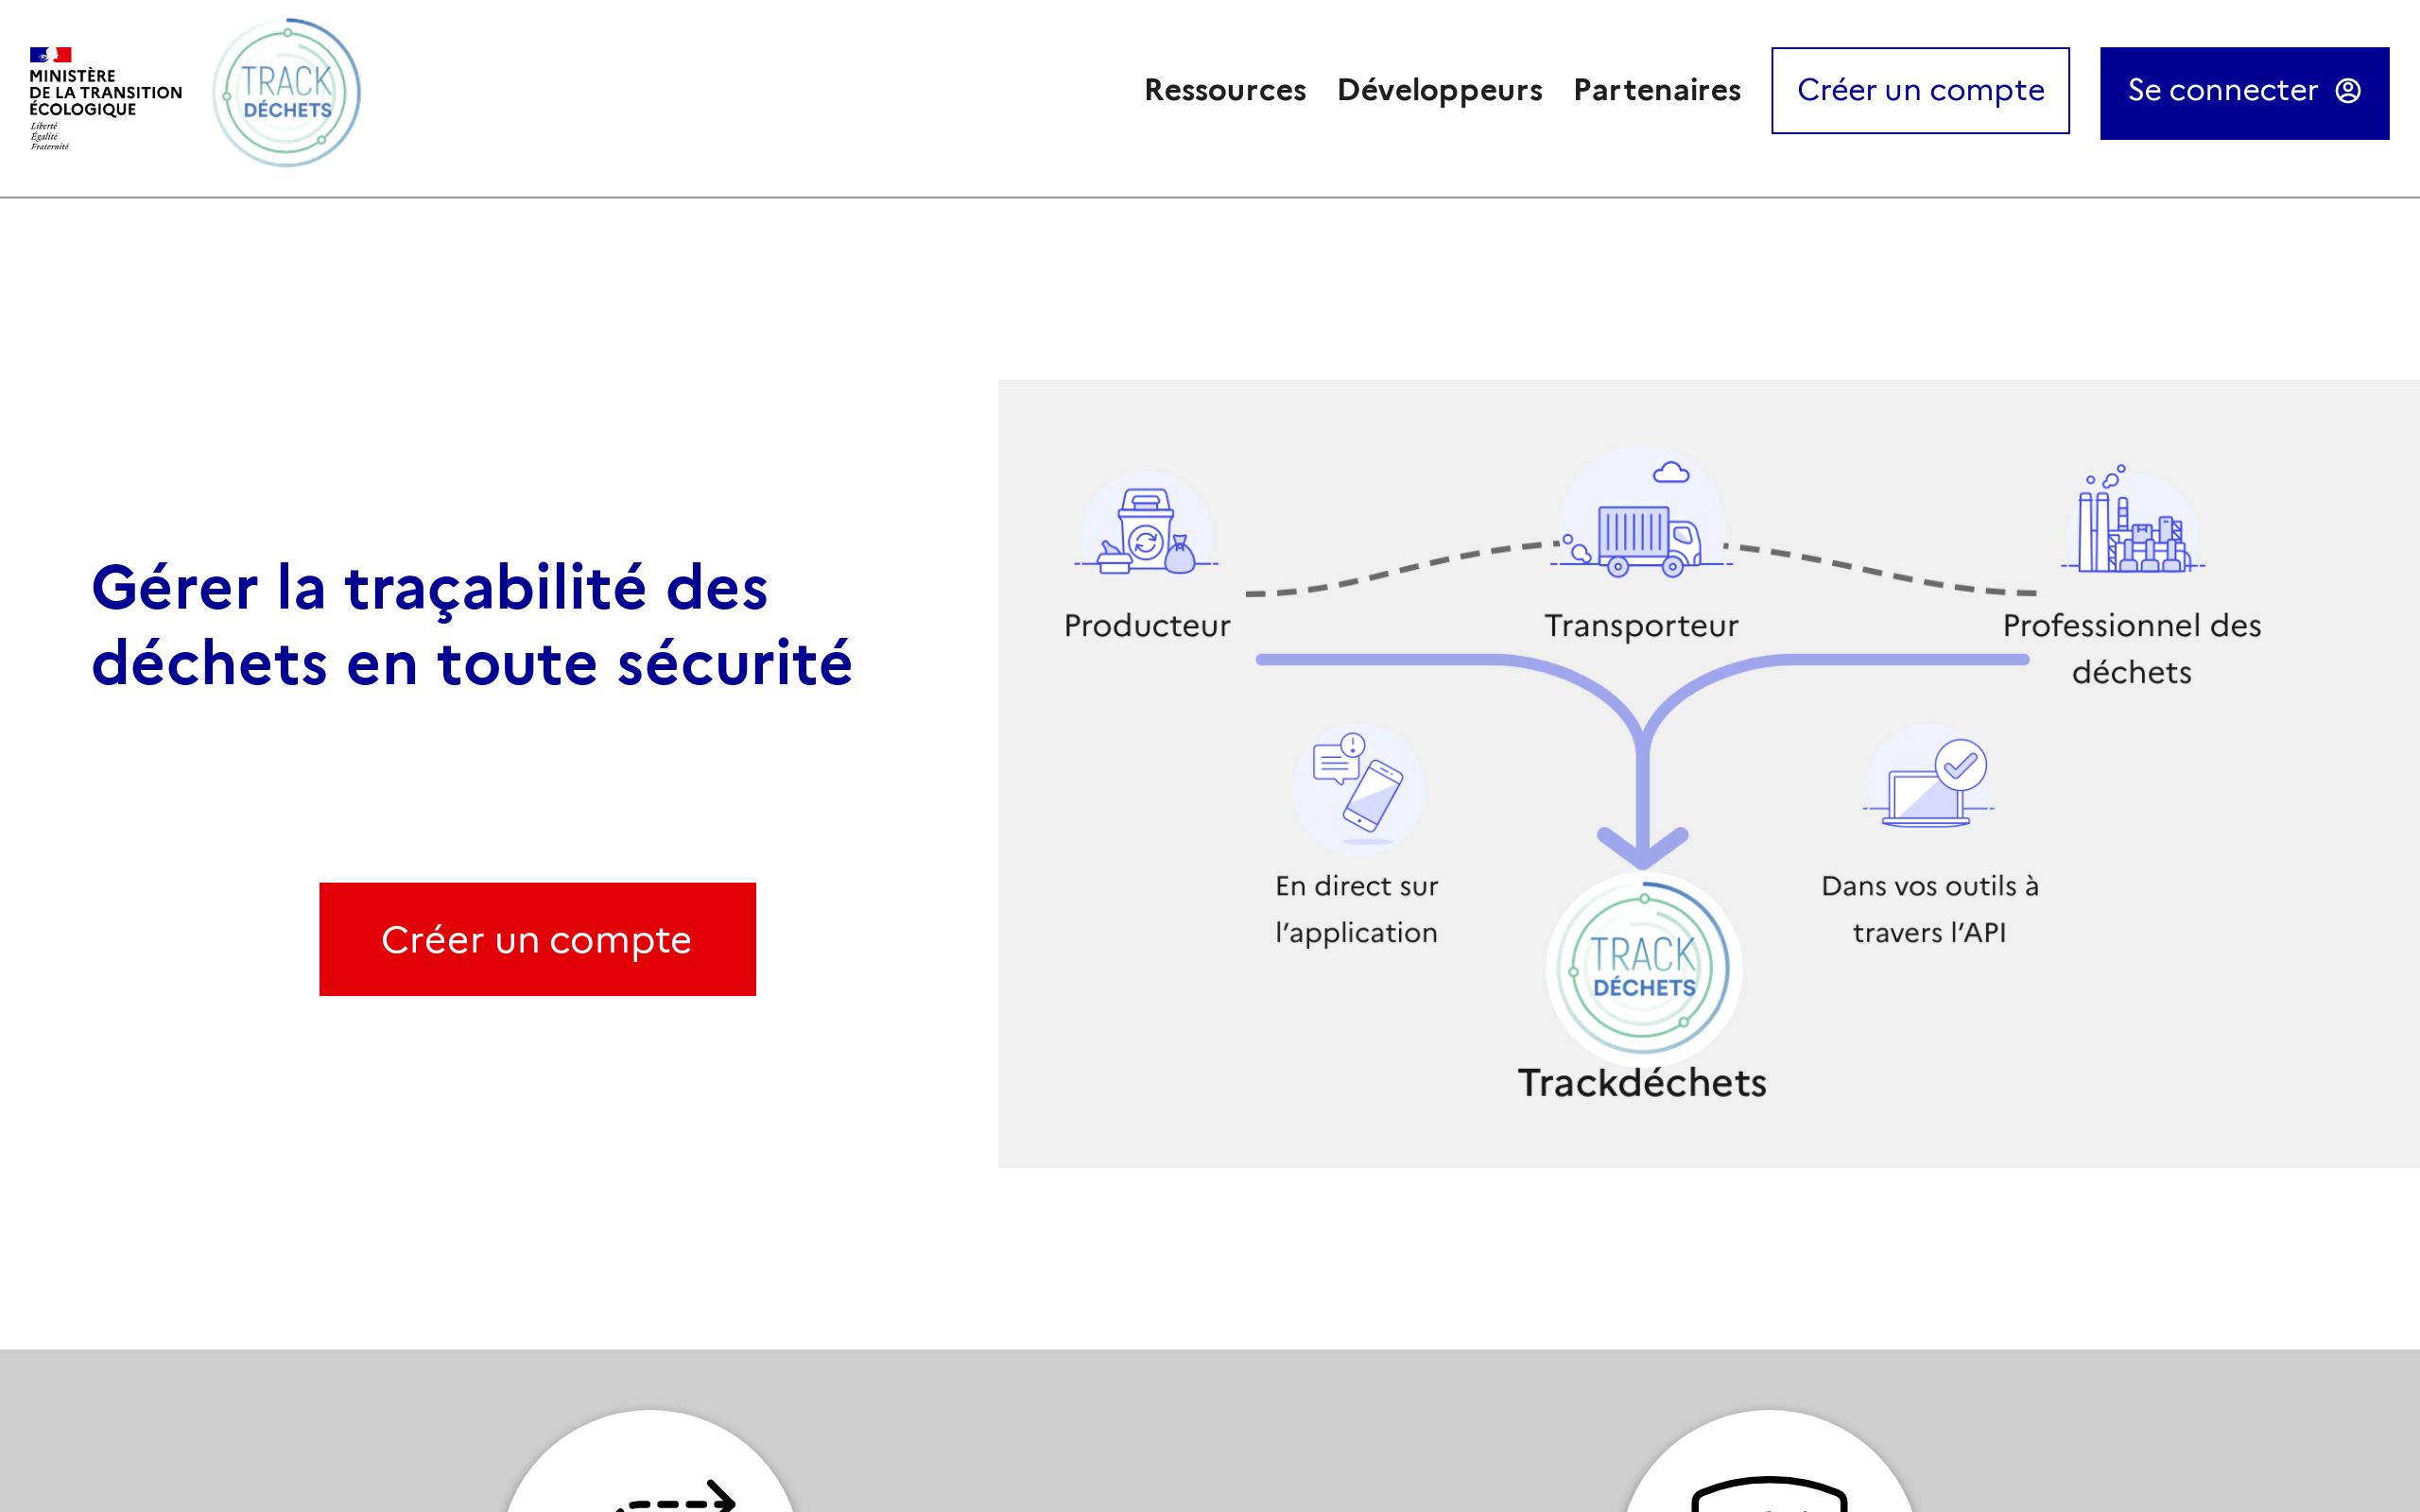 MINISTÈRE
DE LA TRANSITION
ÉCOLOGIQUE
Liberté
Égalité
Fraternité
TRACK
DÉCHETS
Ressources
Développeurs
Partenaires
Créer un compte
Se connecter
Gérer la traçabilité des
déchets en toute sécurité
Créer un compte
Producteur
Transporteur
Professionnel des
déchets
En direct sur
l’application
Dans vos outils à
travers l’API
TRACK
DÉCHETS
Trackdéchets